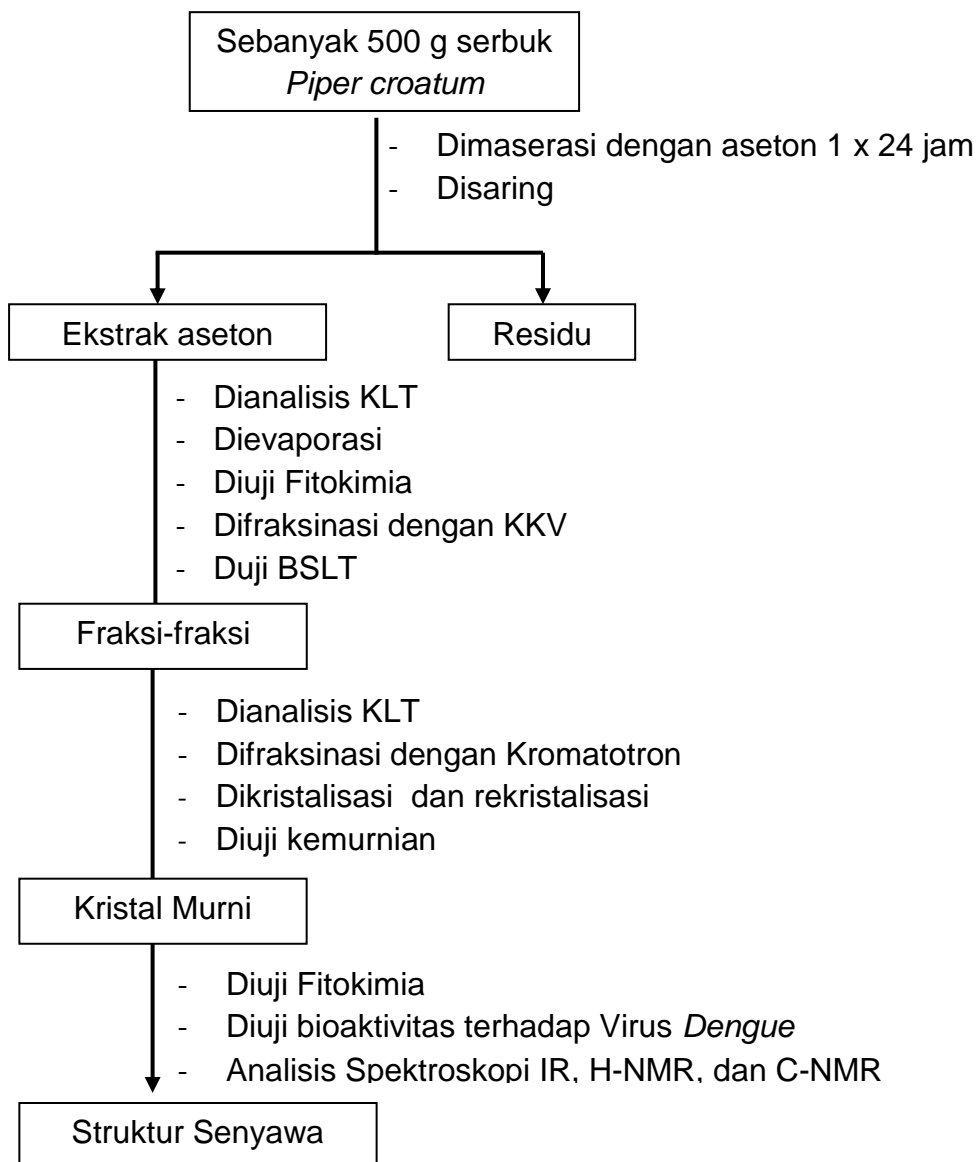 Sebanyak 500 g serbuk
Piper croatum
- Dimaserasi dengan aseton 1 x 24 jam
- Disaring
Ekstrak aseton
Residu
- Dianalisis KLT
- Dievaporasi
- Diuji Fitokimia
- Difraksinasi dengan KKV
- Duji BSLT
Fraksi-fraksi
- Dianalisis KLT
- Difraksinasi dengan Kromatotron
- Dikristalisasi dan rekristalisasi
- Diuji kemurnian
Kristal Murni
- Diuji Fitokimia
- Diuji bioaktivitas terhadap Virus Dengue
- Analisis Spektroskopi IR, H-NMR, dan C-NMR
Struktur Senyawa